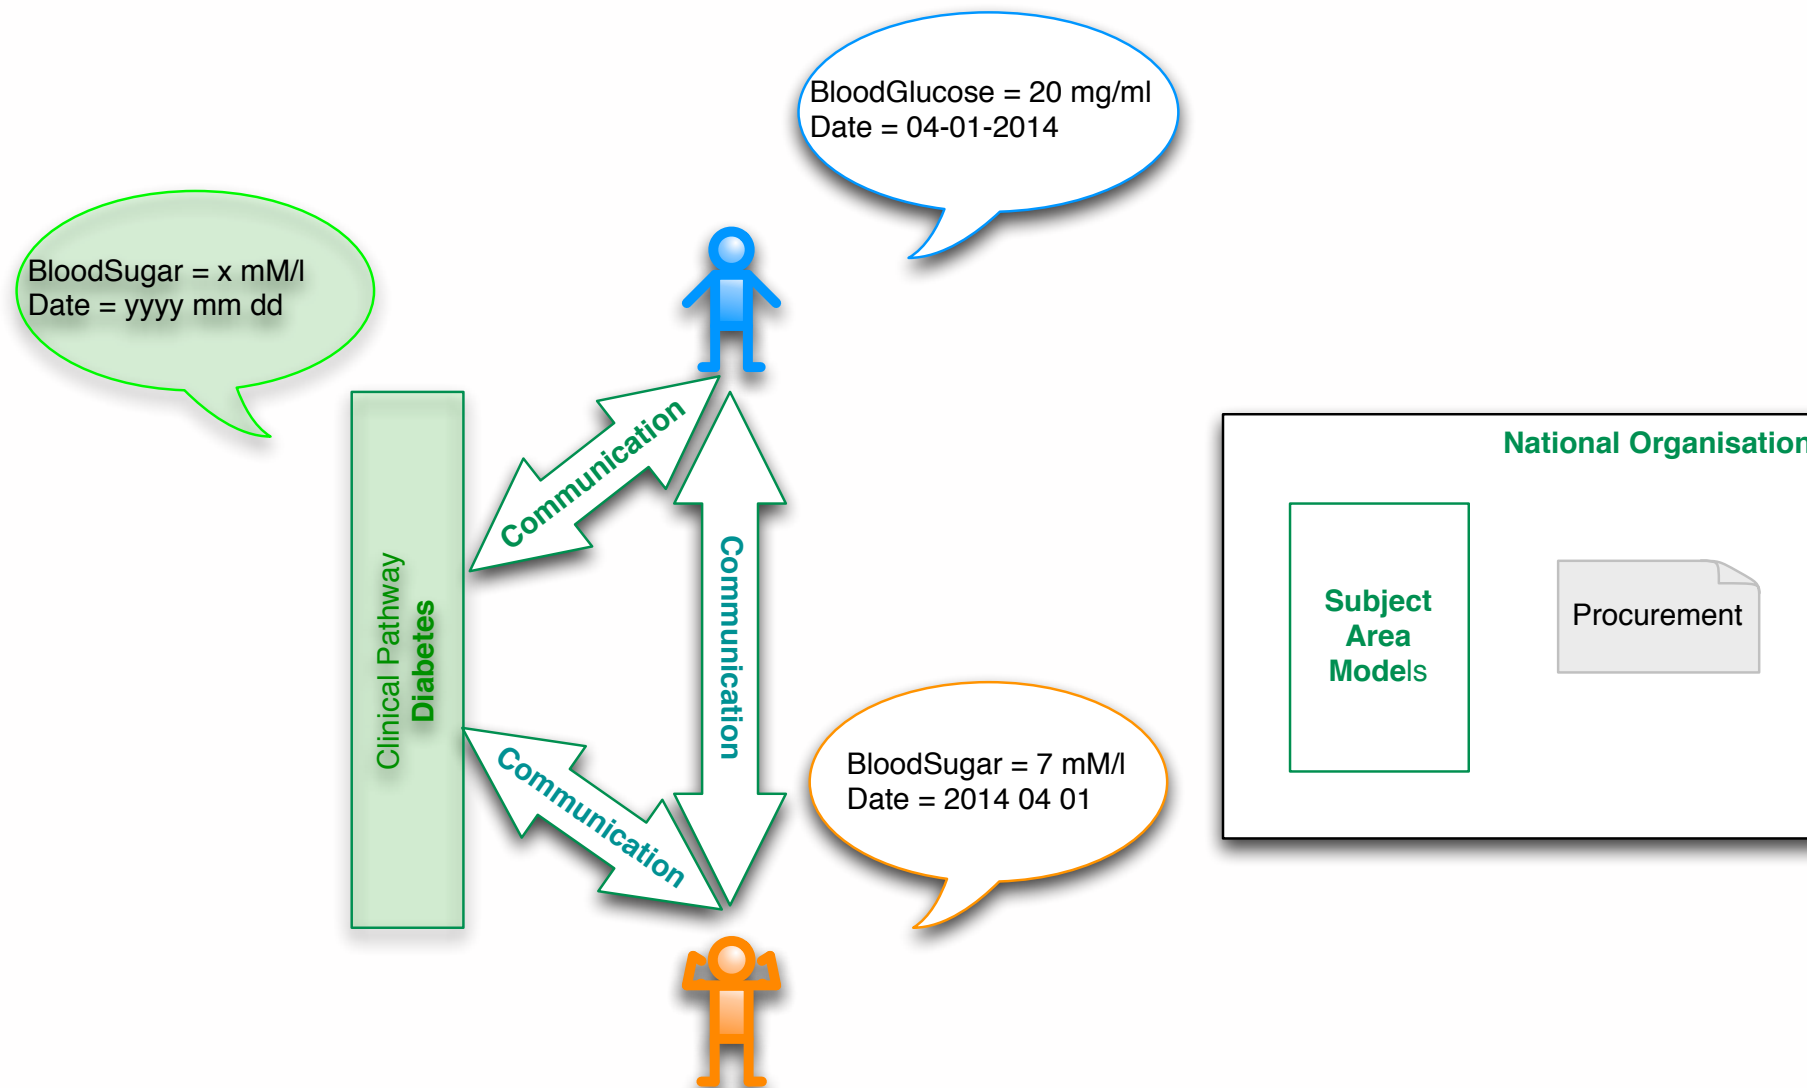 BloodGlucose = 20 mg/ml
Date = 04-01-2014
BloodSugar = x mM/l
Date = yyyy mm dd
Communication
Communication
Communication
Clinical Pathway
Diabetes
BloodSugar = 7 mM/l
Date = 2014 04 01
National Organisation
Subject
Area
Models
Procurement